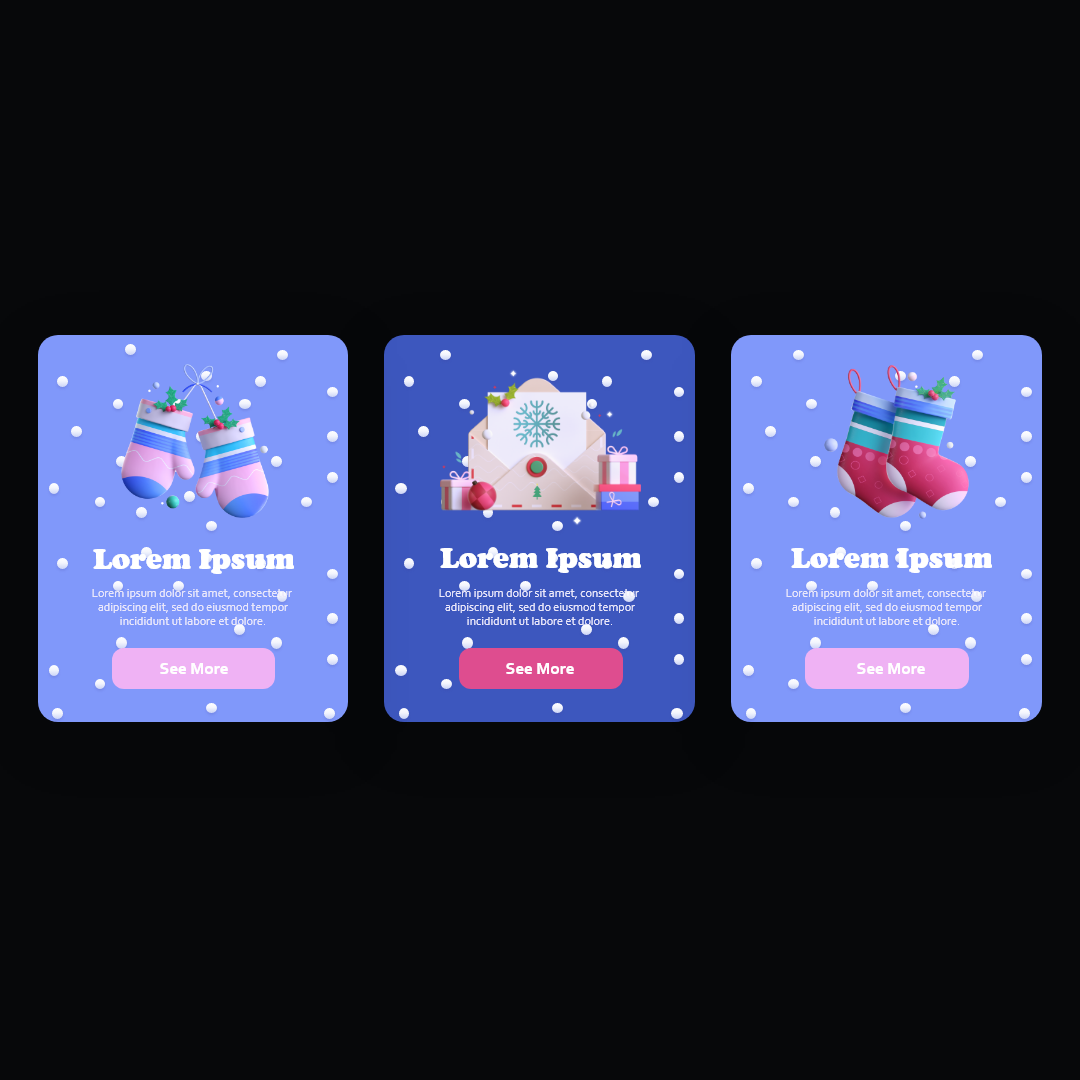 Lorem Ipsum
Lorem ipsum dolor sit amet, consectetur
adipiscing elit, sed do eiusmod tempor
incididunt ut labore et dolore.
See More
Lorem Ipsum
Lorem ipsum dolor sit amet, consectetur
adipiscing elit, sed do eiusmod tempor
incididunt ut labore et dolore.
See More
Lorem Ipsum
Lorem ipsum dolor sit amet, consectetur
adipiscing elit, sed do eiusmod tempor
incididunt ut labore et dolore.
See More